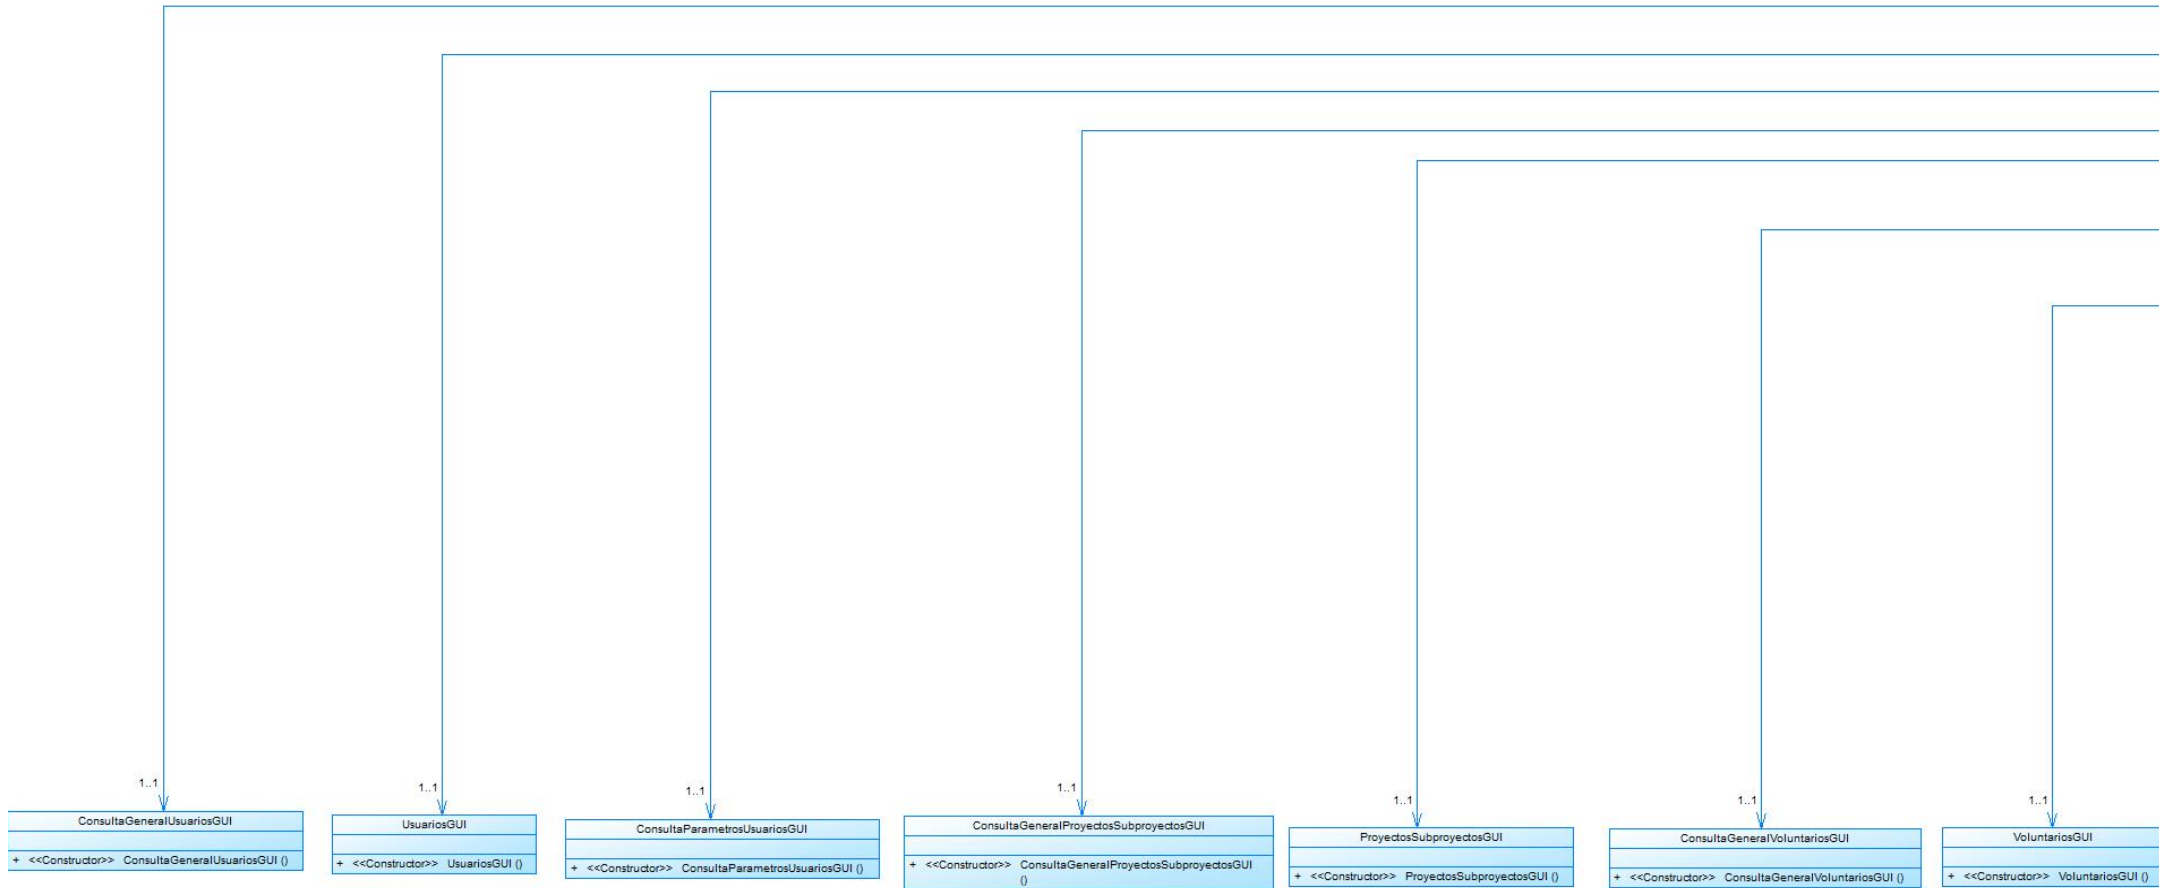 1..1
1..1
1..1
1..1
1..1
1..1
1..1
ConsultaGeneralUsuariosGUI
+ <<Constructor>> ConsultaGeneralUsuariosGUI ()
UsuariosGUI
+ <<Constructor>> UsuariosGUI ()
ConsultaParametrosUsuariosGUI
+ <<Constructor>> ConsultaParametrosUsuariosGUI ()
ConsultaGeneralProyectosSubproyectosGUI
+ <<Constructor>> ConsultaGeneralProyectosSubproyectosGUI
()
ProyectosSubproyectosGUI
+ <<Constructor>> ProyectosSubproyectosGUI ()
ConsultaGeneralVoluntariosGUI
+ <<Constructor>> ConsultaGeneralVoluntariosGUI ()
VoluntariosGUI
+ <<Constructor>> VoluntariosGUI ()